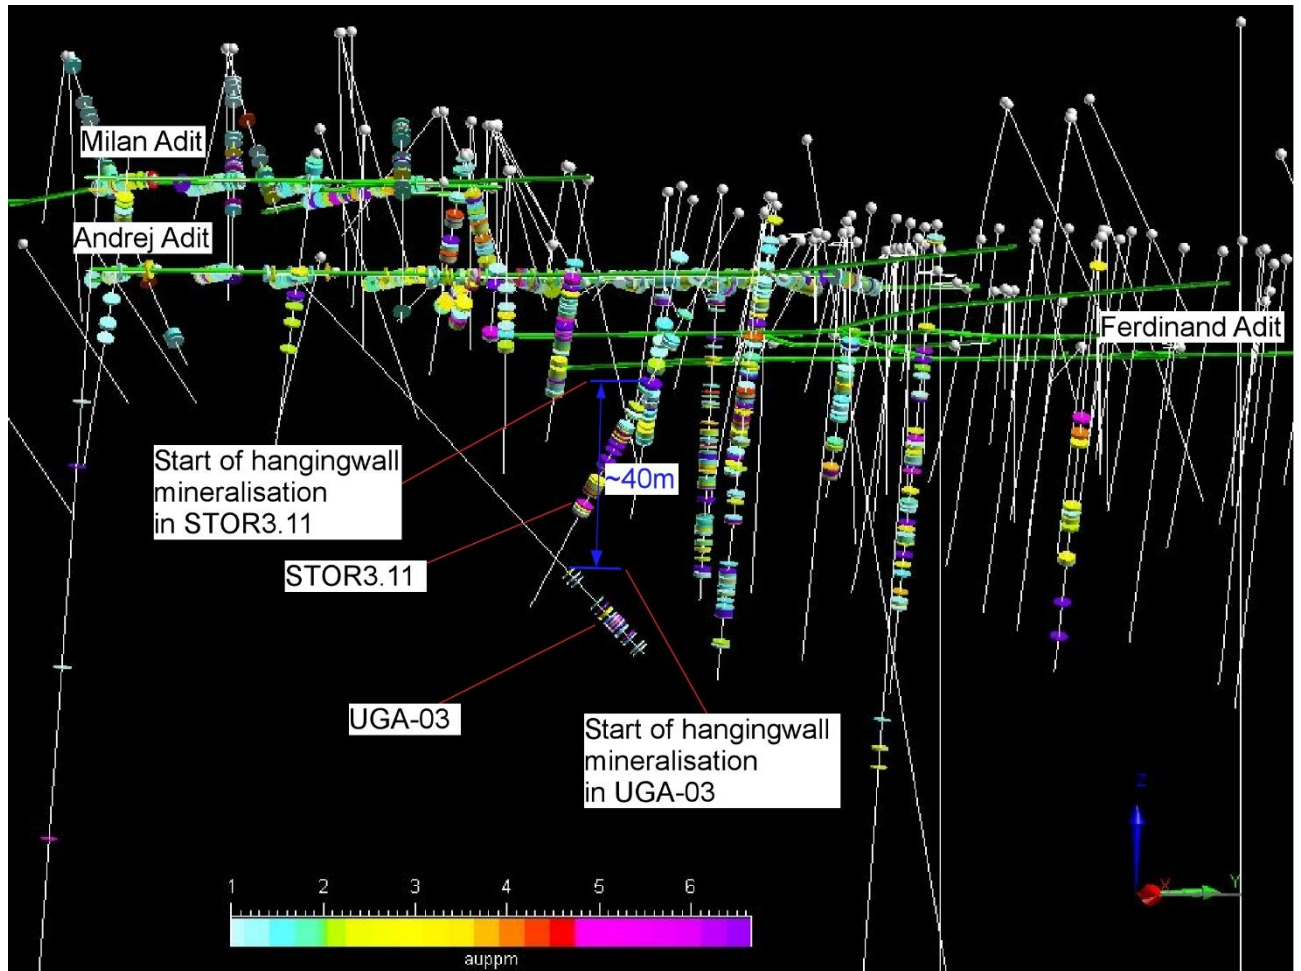 Milan Adit
Andrej Adit
Ferdinand Adit
Start of hangingwall
mineralisation
in STOR3.11
~40m
STOR3.11
UGA-03
Start of hangingwall
mineralisation
in UGA-03
Z
X
Y
1 2 3 4 5 6
auppm